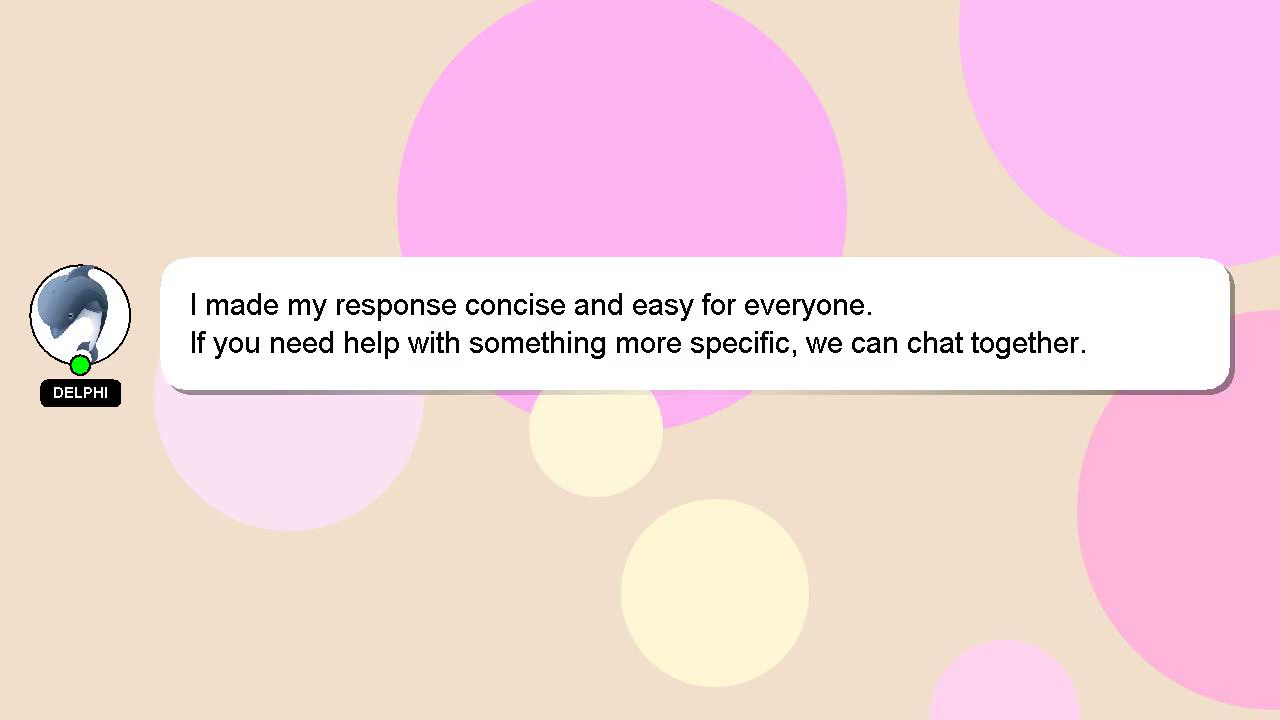 I made my response concise and easy for everyone.
If you need help with something more specific, we can chat together.
DELPHI